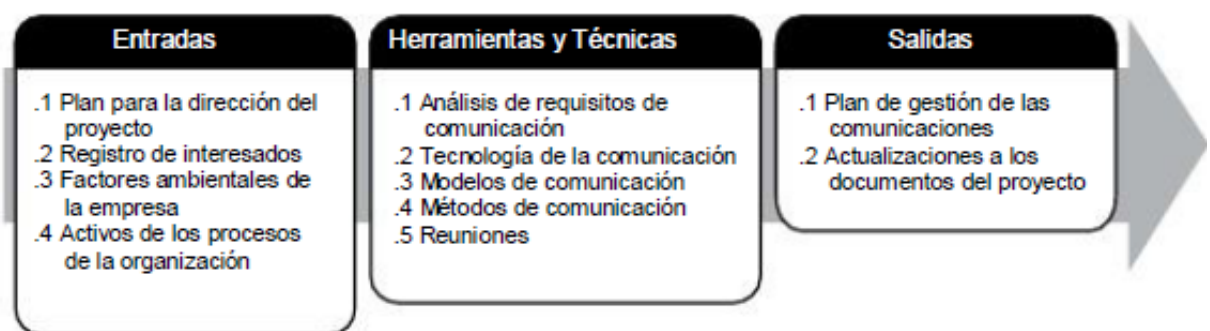 Entradas
.1 Plan para la dirección del
proyecto
.2 Registro de interesados
.3 Factores ambientales de
la empresa
.4 Activos de los procesos
de la organización
Herramientas y Técnicas
.1 Análisis de requisitos de
comunicación
.2 Tecnología de la comunicación
.3 Modelos de comunicación
.4 Métodos de comunicación
.5 Reuniones
Salidas
.1 Plan de gestión de las
comunicaciones
.2 Actualizaciones a los
documentos del proyecto